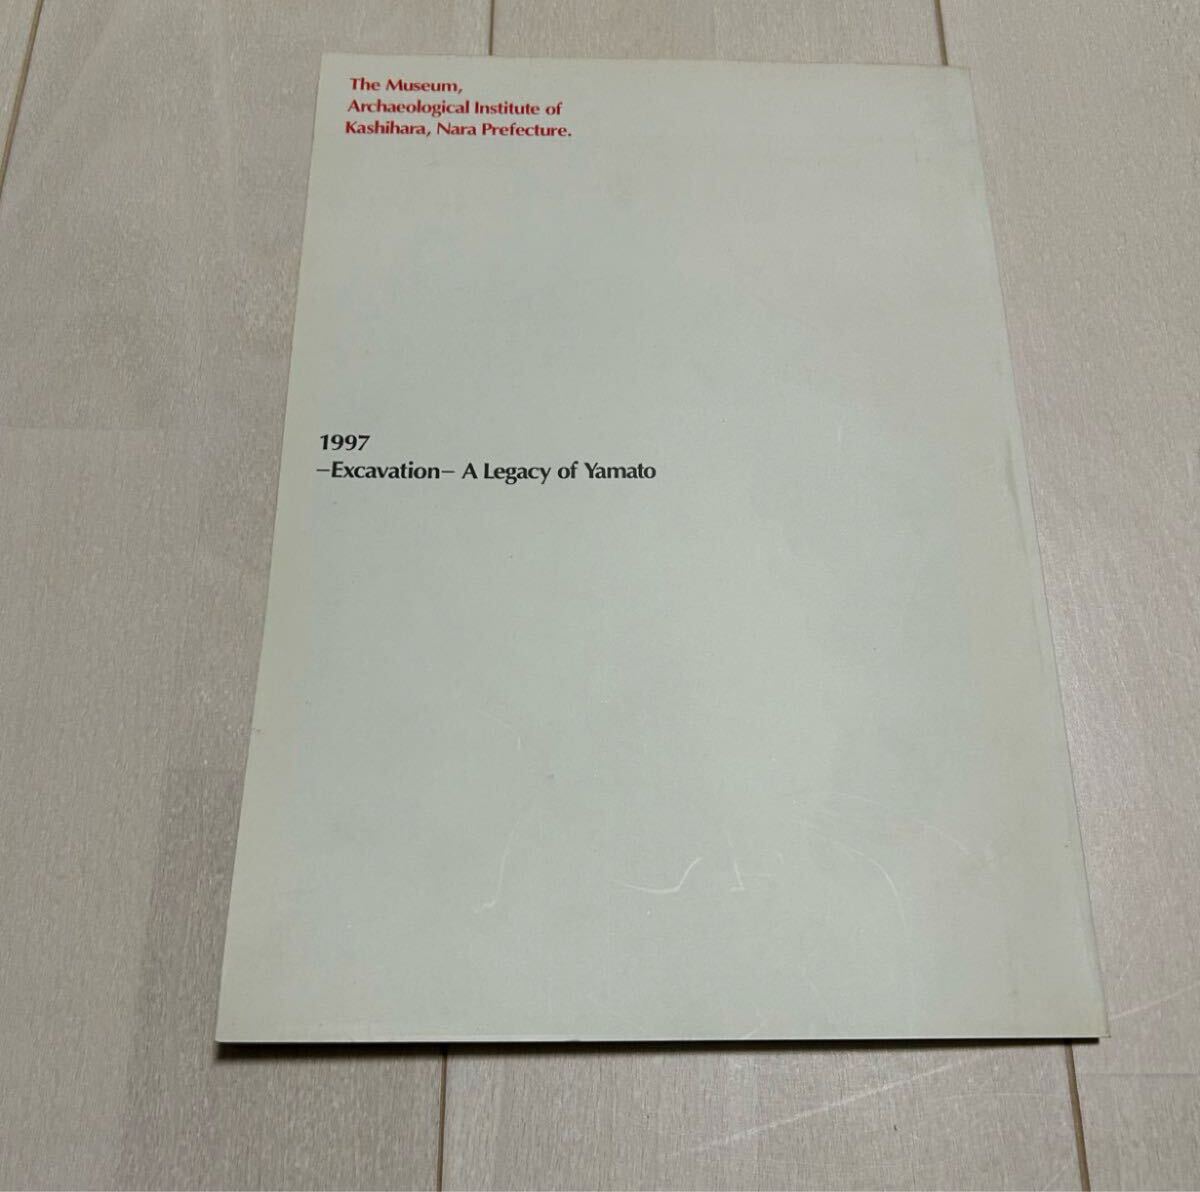 The Museum,
Archaeological Institute of
Kashihara, Nara Prefecture.
1997
–Excavation– A Legacy of Yamato